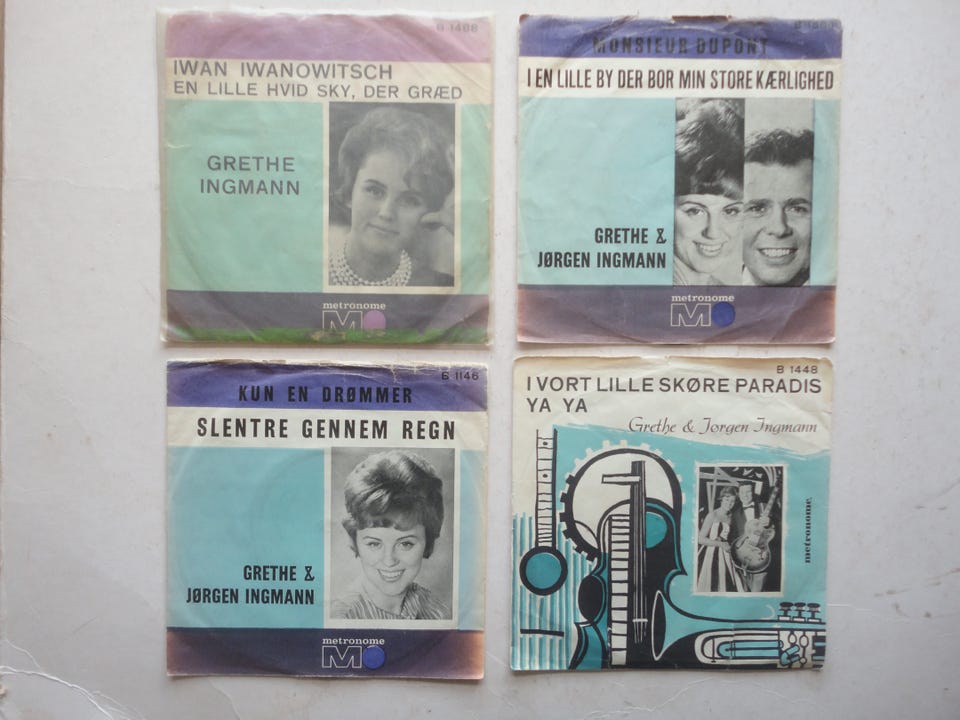 B 1468
IWAN IWANOWITSCH
EN LILLE HVID SKY, DER GRÆD
GRETHE
INGMANN
metronome
M
MONSIEUR DUPONT
I EN LILLE BY DER BOR MIN STORE KÆRLIGHED
GRETHE &
JØRGEN INGMANN
metronome
M
B 1146
KUN EN DRØMMER
SLENTRE GENNEM REGN
GRETHE &
JØRGEN INGMANN
metronome
M
B 1448
I VORT LILLE SKØRE PARADIS
YA YA
Grethe & Jørgen Ingmann
metronome